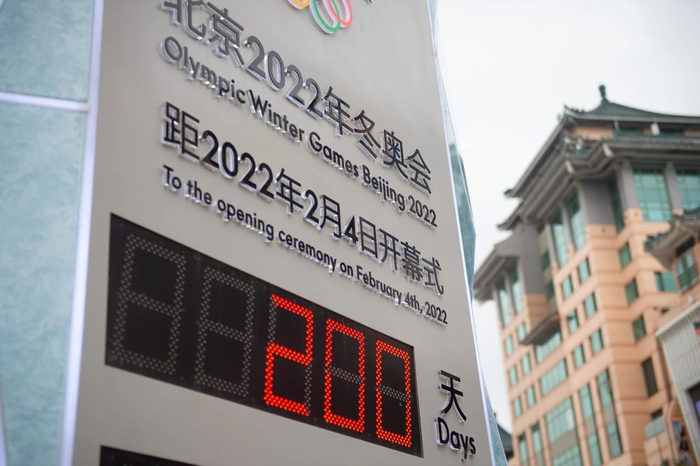 北京2022年冬奥会
Olympic Winter Games Beijing 2022
距2022年2月4日开幕式
To the opening ceremony on February 4th, 2022
200 天
Days